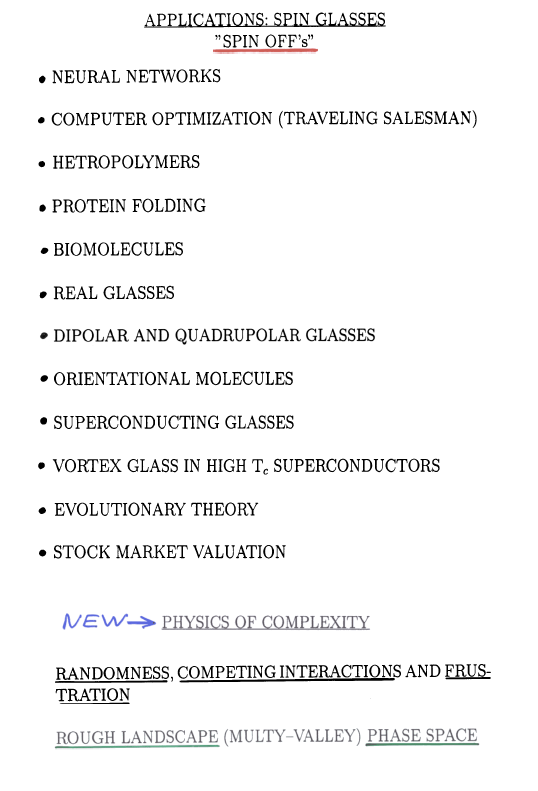 APPLICATIONS: SPIN GLASSES
"SPIN OFF's"
• NEURAL NETWORKS
• COMPUTER OPTIMIZATION (TRAVELING SALESMAN)
• HETROPOLYMERS
• PROTEIN FOLDING
• BIOMOLECULES
• REAL GLASSES
• DIPOLAR AND QUADRUPOLAR GLASSES
• ORIENTATIONAL MOLECULES
• SUPERCONDUCTING GLASSES
• VORTEX GLASS IN HIGH Tc SUPERCONDUCTORS
• EVOLUTIONARY THEORY
• STOCK MARKET VALUATION
NEW→ PHYSICS OF COMPLEXITY
RANDOMNESS, COMPETING INTERACTIONS AND FRUS-
TRATION
ROUGH LANDSCAPE (MULTY–VALLEY) PHASE SPACE